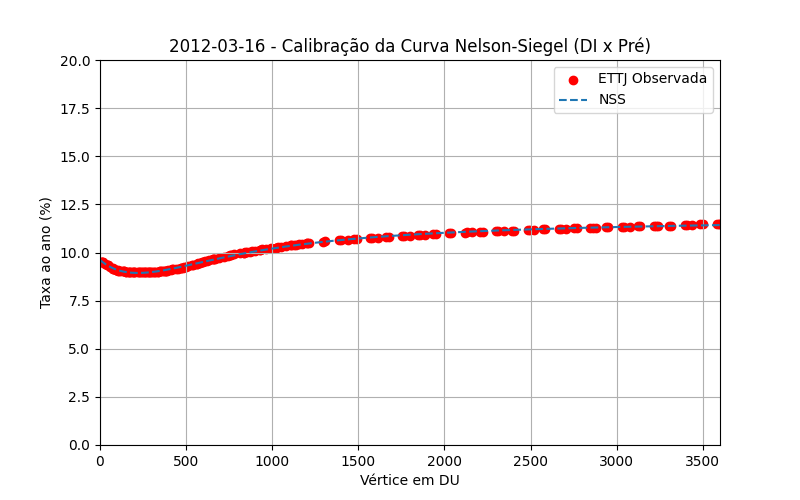 2012-03-16 - Calibração da Curva Nelson-Siegel (DI x Pré)
ETTJ Observada
NSS
Taxa ao ano (%)
20.0
17.5
15.0
12.5
10.0
7.5
5.0
2.5
0.0
0 500 1000 1500 2000 2500 3000 3500
Vértice em DU